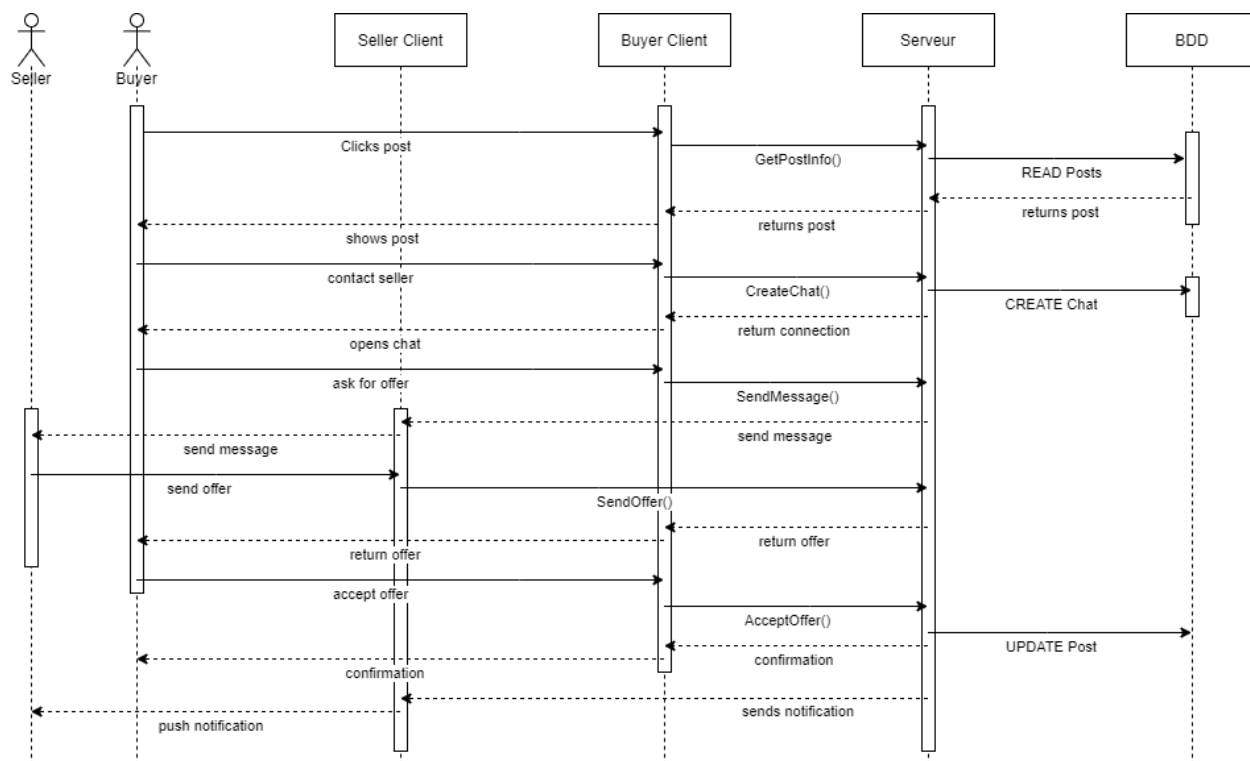 Seller
Buyer
Seller Client
Buyer Client
Serveur
BDD
Clicks post
GetPostInfo()
READ Posts
returns post
returns post
shows post
contact seller
CreateChat()
CREATE Chat
return connection
opens chat
ask for offer
SendMessage()
send message
send message
send offer
SendOffer()
return offer
return offer
accept offer
AcceptOffer()
UPDATE Post
confirmation
confirmation
sends notification
push notification